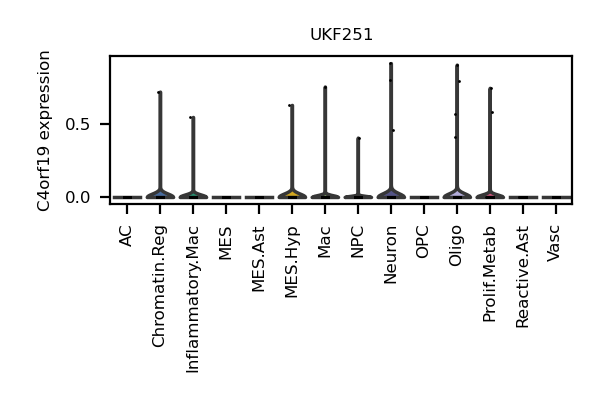 UKF251
C4orf19 expression
0.5
0.0
AC
Chromatin.Reg
Inflammatory.Mac
MES
MES.Ast
MES.Hyp
Mac
NPC
Neuron
OPC
Oligo
Prolif.Metab
Reactive.Ast
Vasc